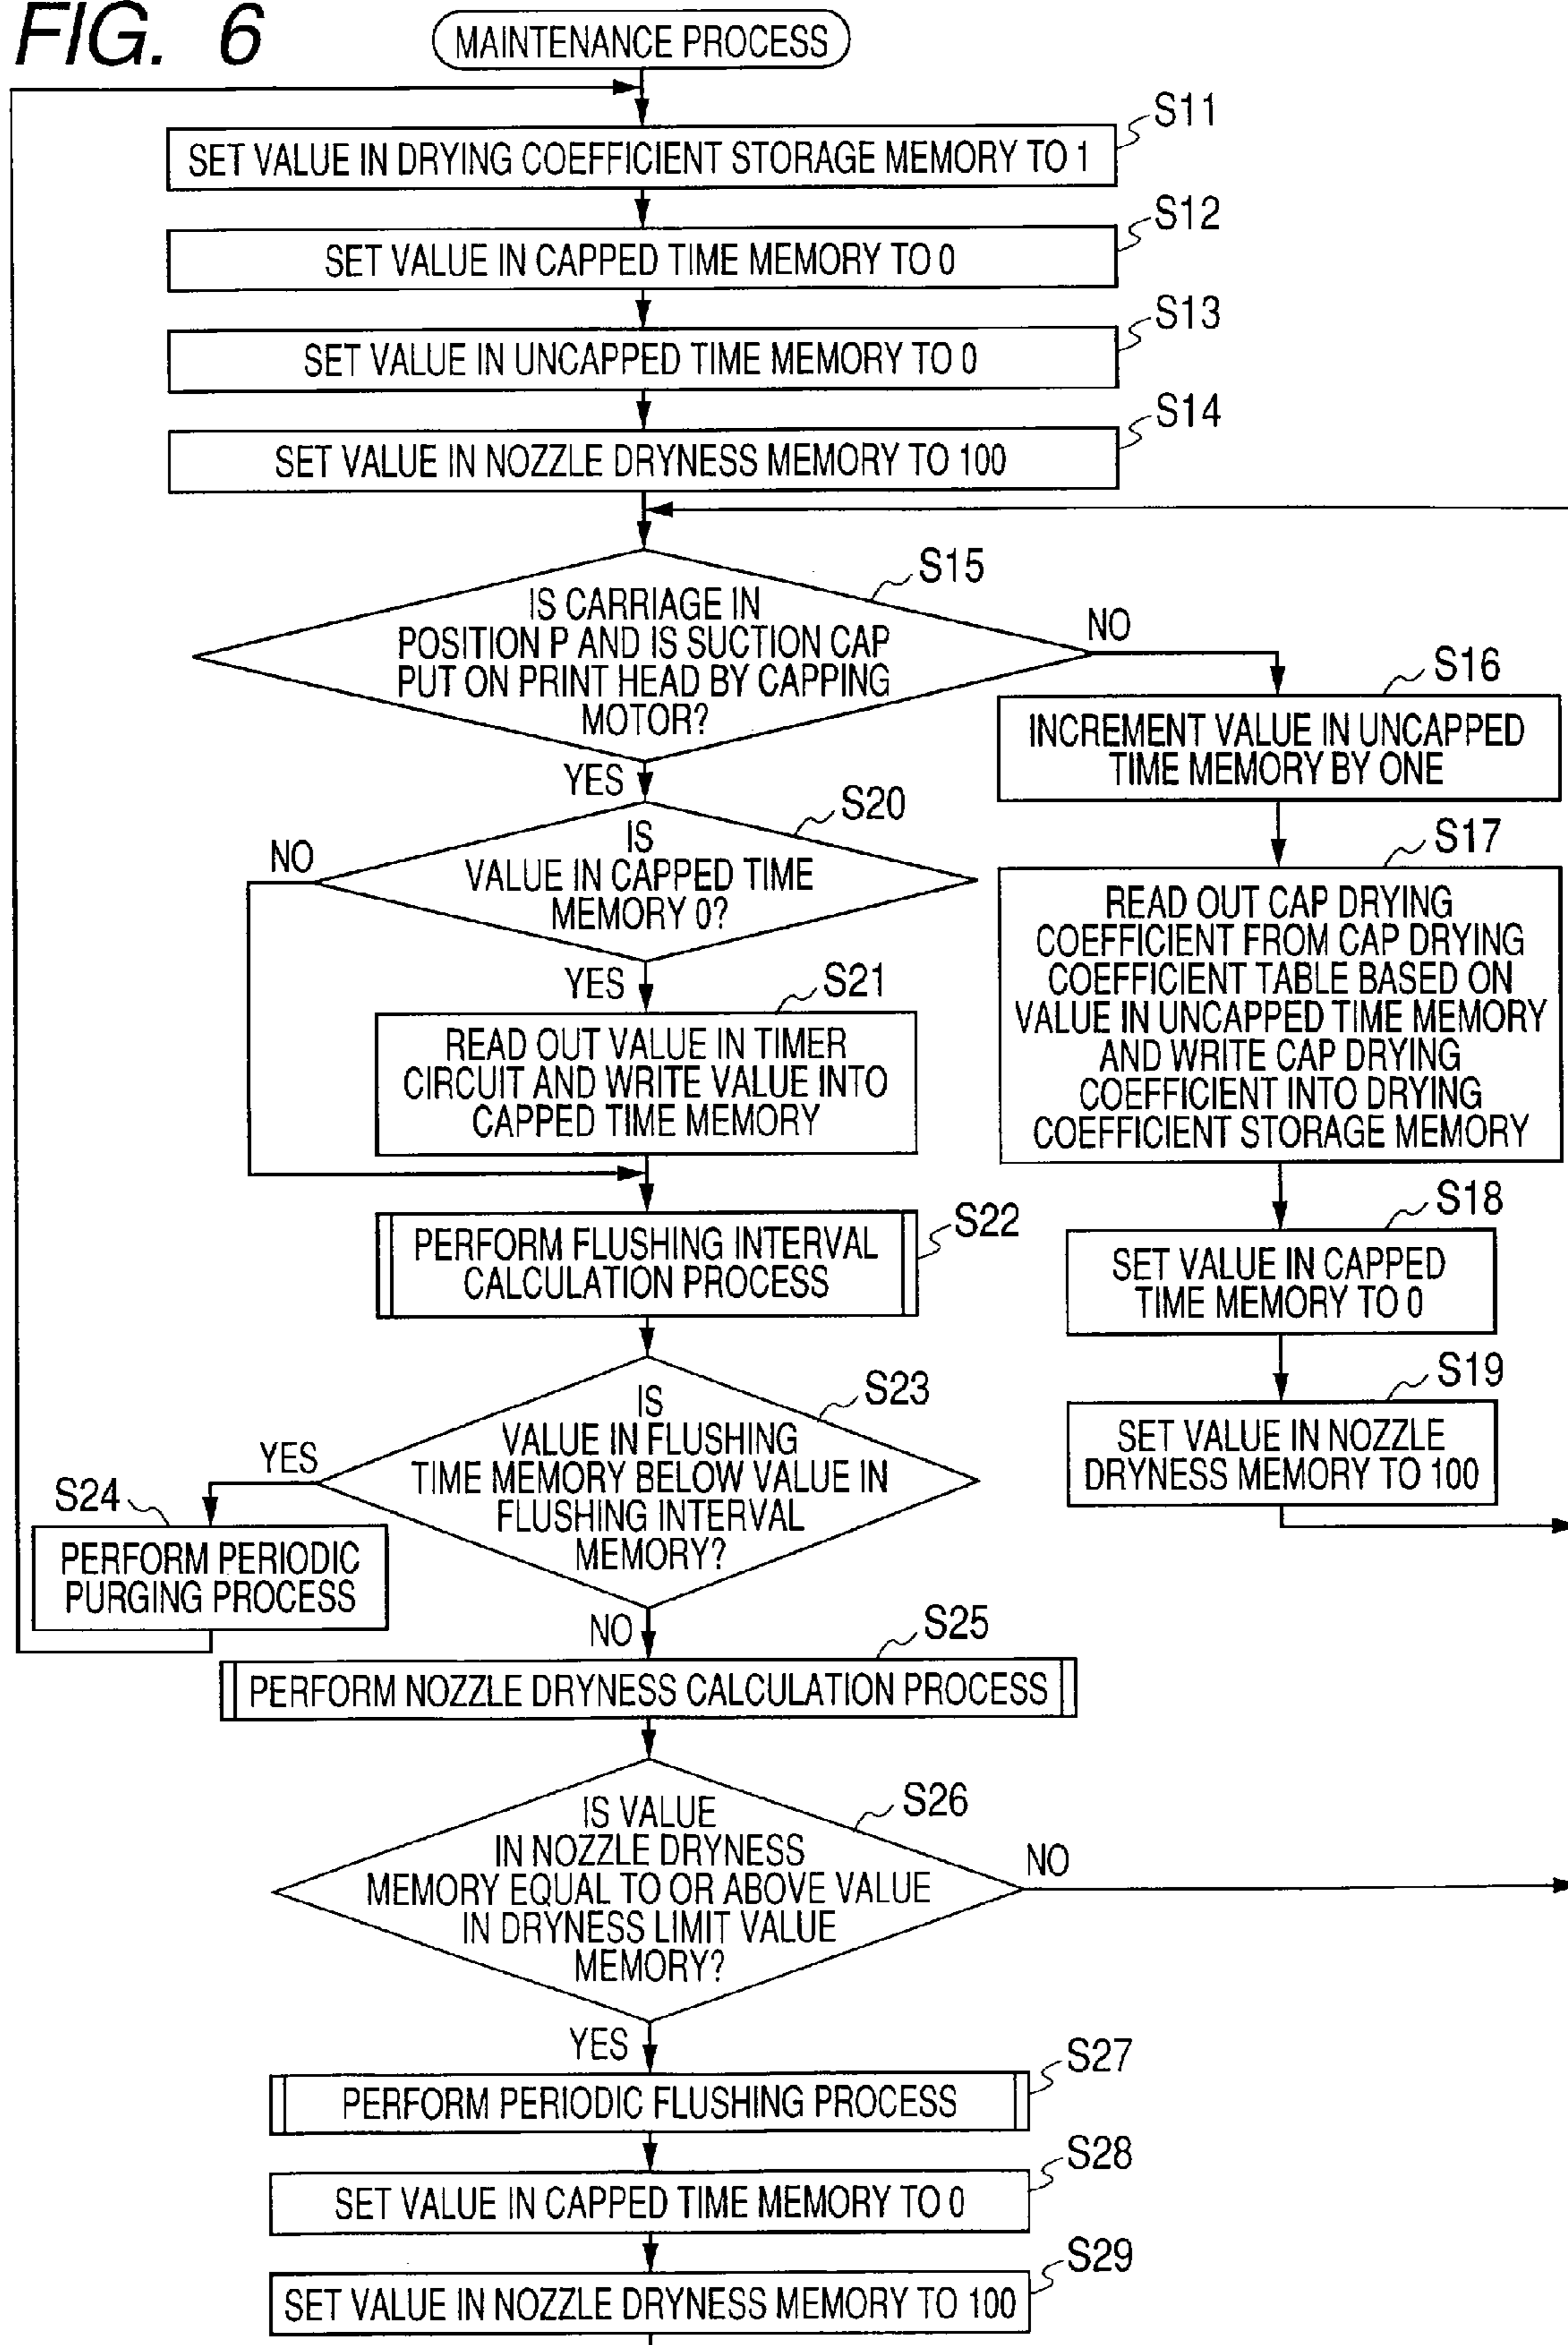 FIG. 6
MAINTENANCE PROCESS
S11
SET VALUE IN DRYING COEFFICIENT STORAGE MEMORY TO 1
S12
SET VALUE IN CAPPED TIME MEMORY TO 0
S13
SET VALUE IN UNCAPPED TIME MEMORY TO 0
S14
SET VALUE IN NOZZLE DRYNESS MEMORY TO 100
S15
IS CARRIAGE IN
POSITION P AND IS SUCTION CAP
PUT ON PRINT HEAD BY CAPPING
MOTOR?
NO
YES
S16
INCREMENT VALUE IN UNCAPPED
TIME MEMORY BY ONE
S17
READ OUT CAP DRYING
COEFFICIENT FROM CAP DRYING
COEFFICIENT TABLE BASED ON
VALUE IN UNCAPPED TIME MEMORY
AND WRITE CAP DRYING
COEFFICIENT INTO DRYING
COEFFICIENT STORAGE MEMORY
S18
SET VALUE IN CAPPED
TIME MEMORY TO 0
S19
SET VALUE IN NOZZLE
DRYNESS MEMORY TO 100
S20
IS
VALUE IN CAPPED TIME
MEMORY 0?
NO
YES
S21
READ OUT VALUE IN TIMER
CIRCUIT AND WRITE VALUE INTO
CAPPED TIME MEMORY
S22
PERFORM FLUSHING INTERVAL
CALCULATION PROCESS
S23
IS
VALUE IN FLUSHING
TIME MEMORY BELOW VALUE IN
FLUSHING INTERVAL
MEMORY?
YES
S24
PERFORM PERIODIC
PURGING PROCESS
NO
S25
PERFORM NOZZLE DRYNESS CALCULATION PROCESS
S26
IS VALUE
IN NOZZLE DRYNESS
MEMORY EQUAL TO OR ABOVE VALUE
IN DRYNESS LIMIT VALUE
MEMORY?
NO
YES
S27
PERFORM PERIODIC FLUSHING PROCESS
S28
SET VALUE IN CAPPED TIME MEMORY TO 0
S29
SET VALUE IN NOZZLE DRYNESS MEMORY TO 100